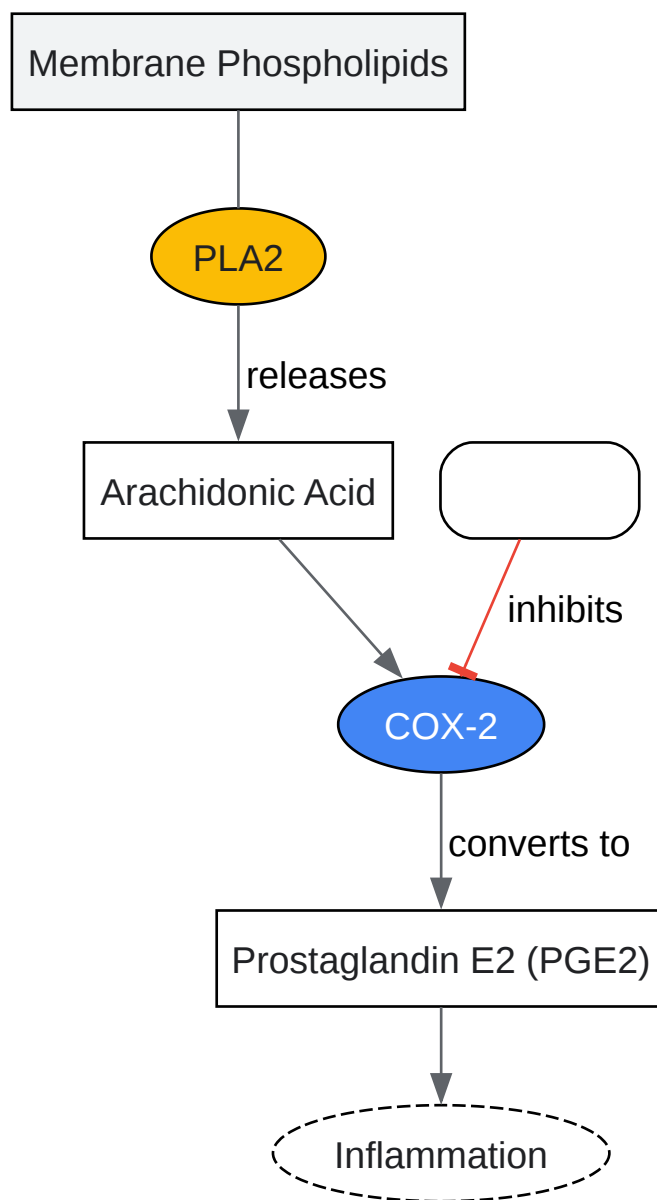 Membrane Phospholipids
PLA2
releases
Arachidonic Acid
inhibits
COX-2
converts to
Prostaglandin E2 (PGE2)
Inflammation